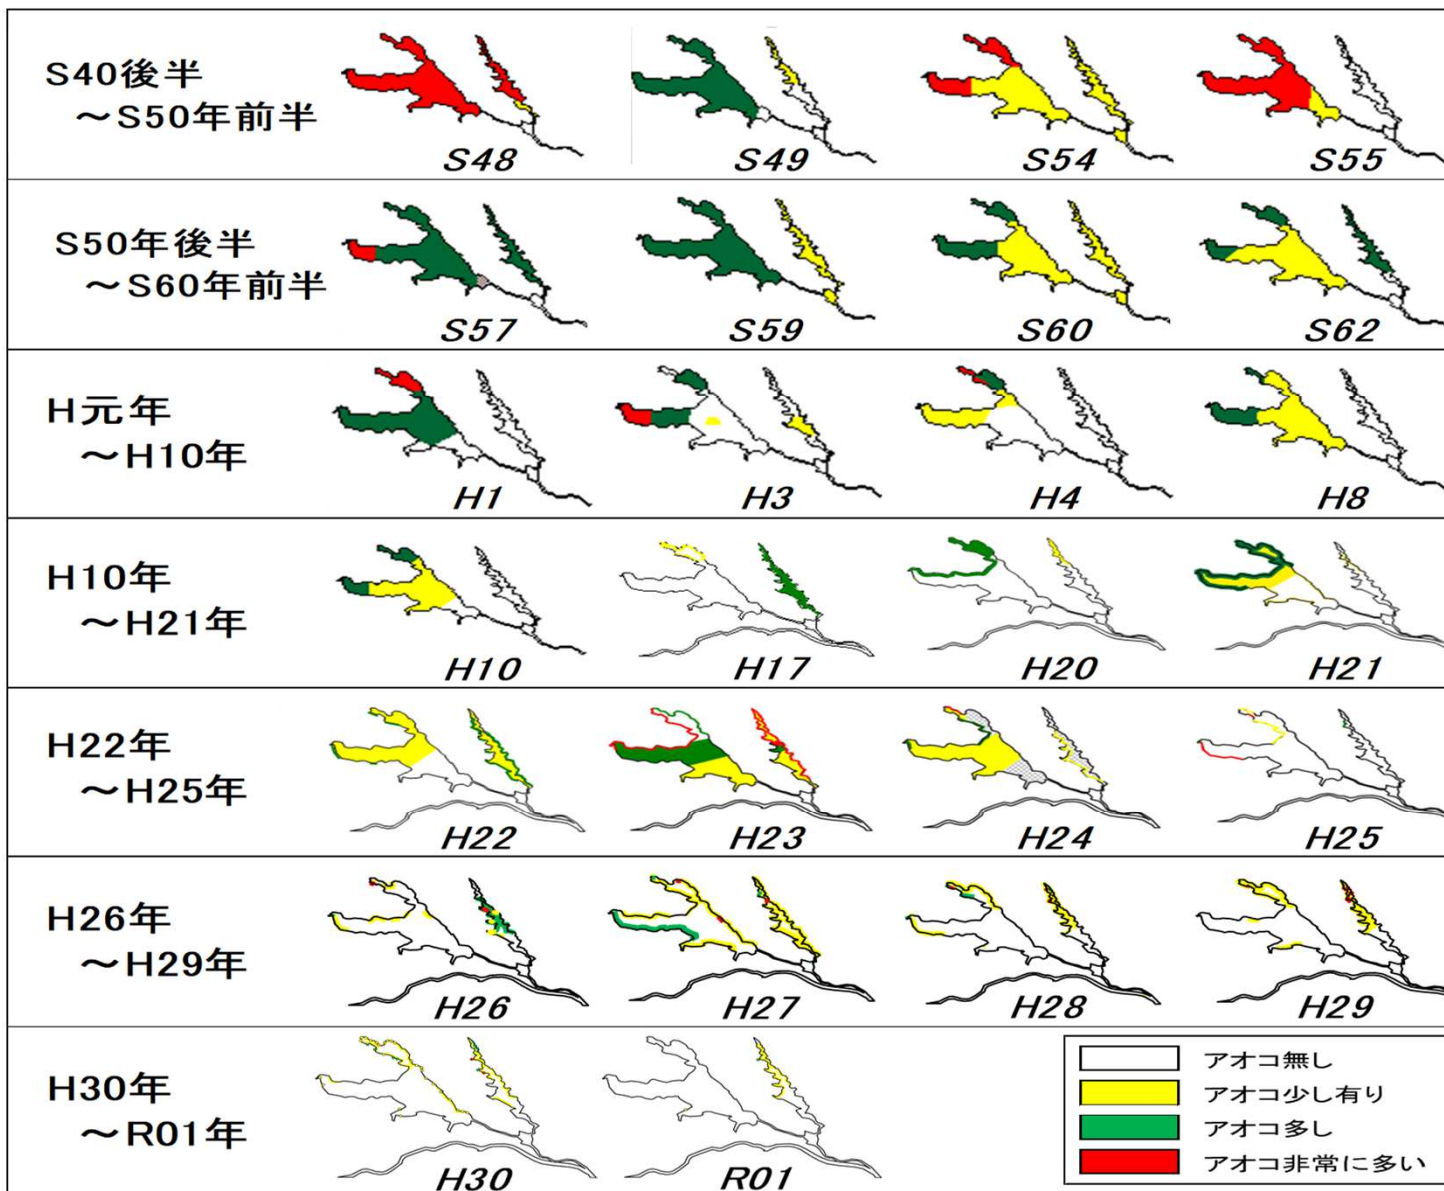 S40後半
～S50年前半
S48
S49
S54
S55
S50年後半
～S60年前半
S57
S59
S60
S62
H元年
～H10年
H1
H3
H4
H8
H10年
～H21年
H10
H17
H20
H21
H22年
～H25年
H22
H23
H24
H25
H26年
～H29年
H26
H27
H28
H29
H30年
～R01年
H30
R01
アオコ無し
アオコ少し有り
アオコ多し
アオコ非常に多い